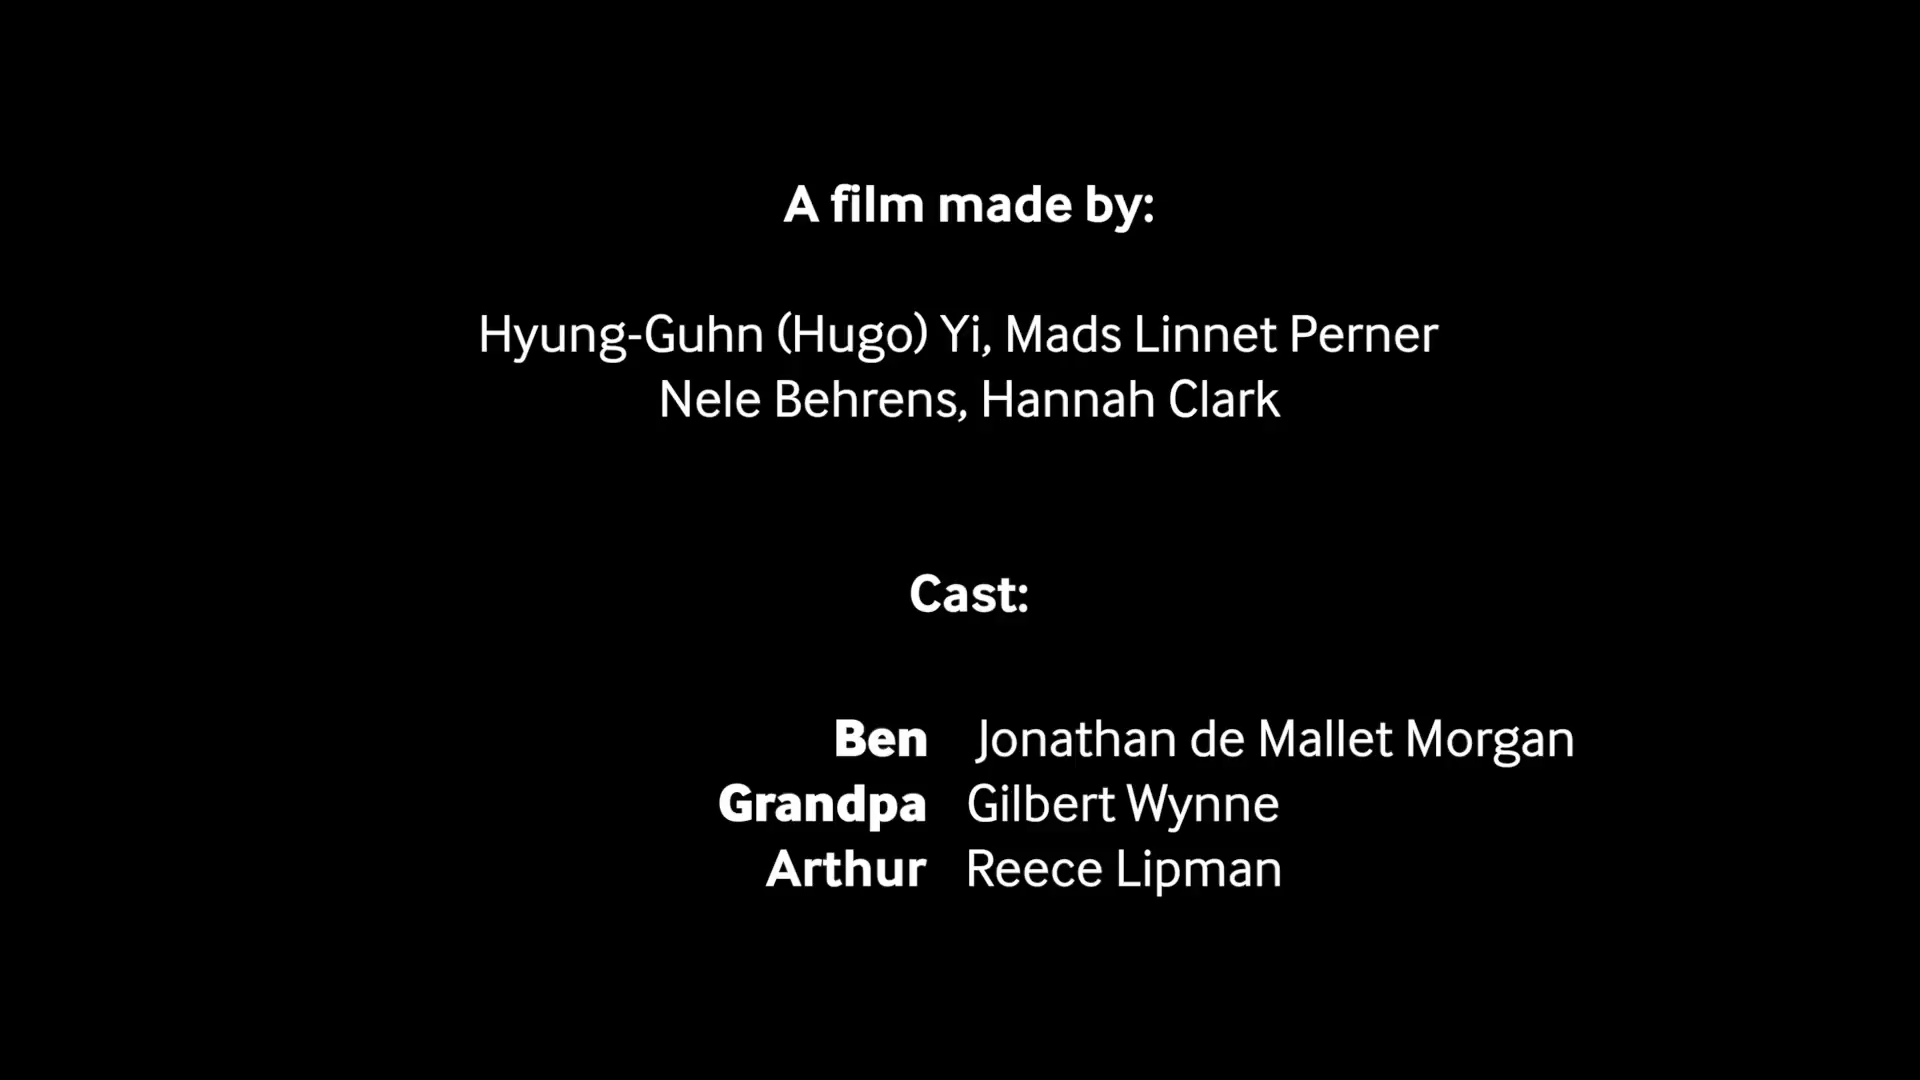 A film made by:
Hyung-Guhn (Hugo) Yi, Mads Linnet Perner
Nele Behrens, Hannah Clark
Cast:
Ben Jonathan de Mallet Morgan
Grandpa Gilbert Wynne
Arthur Reece Lipman